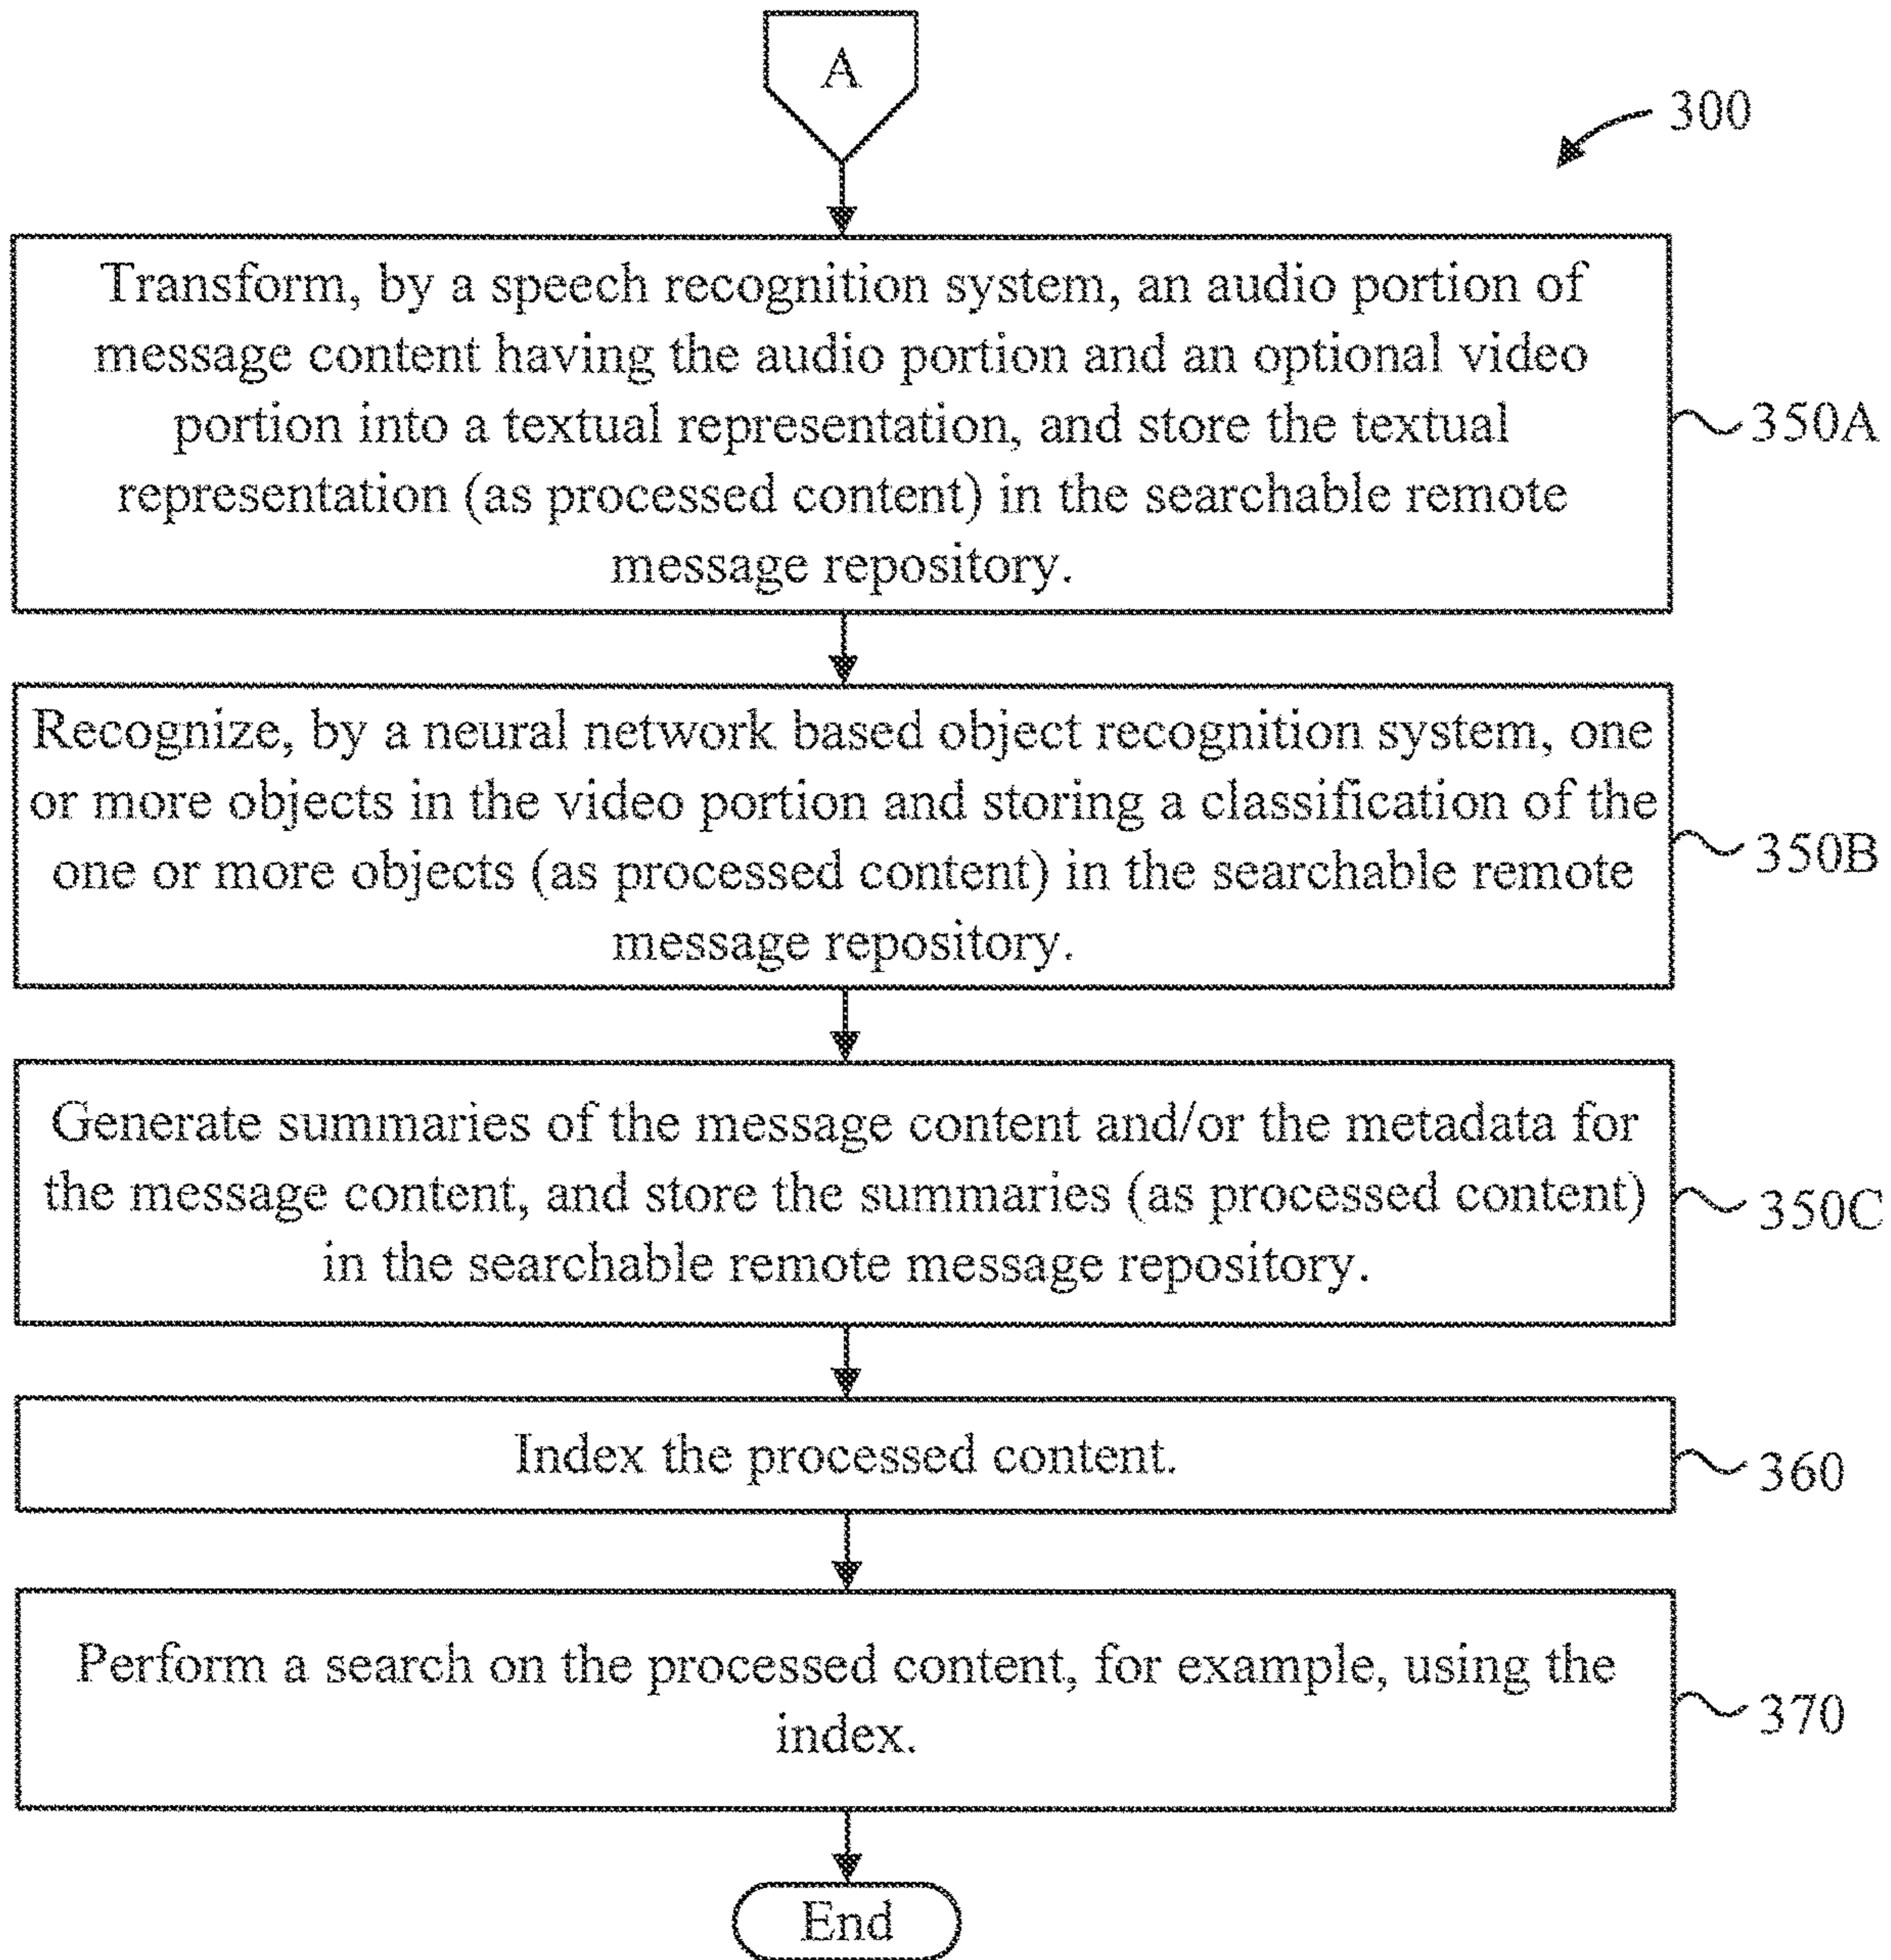 A
300
Transform, by a speech recognition system, an audio portion of
message content having the audio portion and an optional video
portion into a textual representation, and store the textual
representation (as processed content) in the searchable remote
message repository.
350A
Recognize, by a neural network based object recognition system, one
or more objects in the video portion and storing a classification of the
one or more objects (as processed content) in the searchable remote
message repository.
350B
Generate summaries of the message content and/or the metadata for
the message content, and store the summaries (as processed content)
in the searchable remote message repository.
350C
Index the processed content.
360
Perform a search on the processed content, for example, using the
index.
370
End